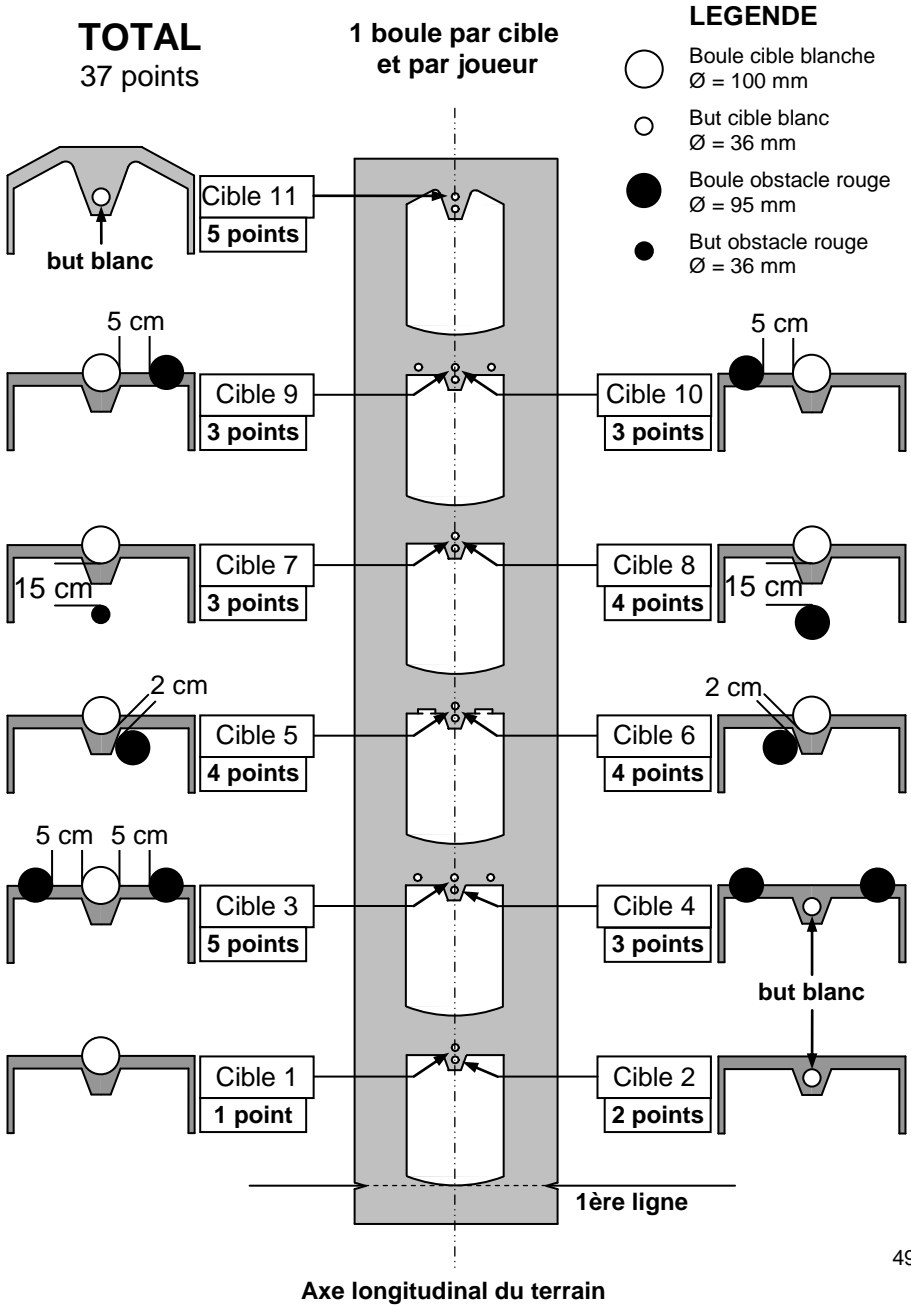 TOTAL
37 points
1 boule par cible
et par joueur
LEGENDE
Boule cible blanche
Ø = 100 mm
But cible blanc
Ø = 36 mm
Boule obstacle rouge
Ø = 95 mm
But obstacle rouge
Ø = 36 mm
Cible 11
5 points
but blanc
5 cm
Cible 9
3 points
5 cm
Cible 10
3 points
15 cm
Cible 7
3 points
15 cm
Cible 8
4 points
2 cm
Cible 5
4 points
2 cm
Cible 6
4 points
5 cm 5 cm
Cible 3
5 points
Cible 4
3 points
but blanc
Cible 1
1 point
Cible 2
2 points
1ère ligne
49
Axe longitudinal du terrain